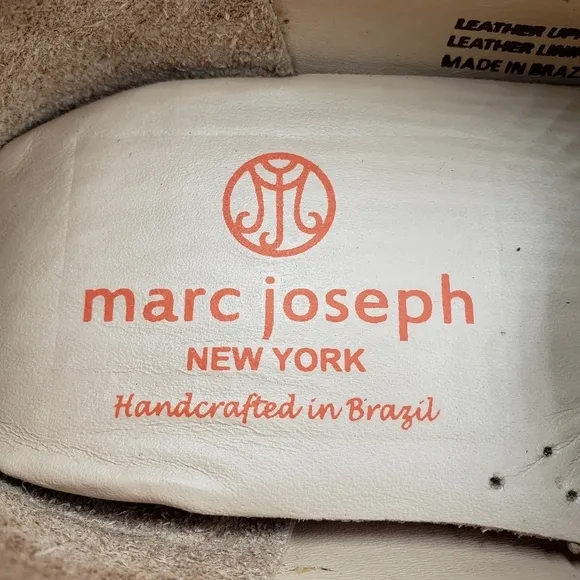 LEATHER
LEATHER
MADE IN
marc joseph
NEW YORK
Handcrafted in Brazil